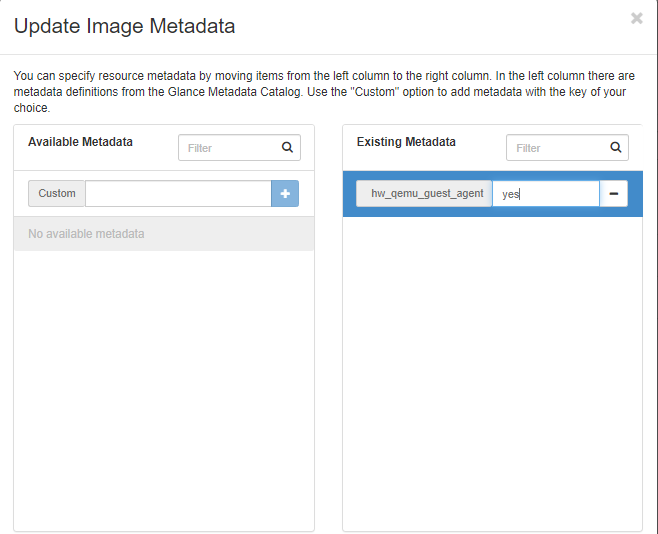 Update Image Metadata
×
You can specify resource metadata by moving items from the left column to the right column. In the left column there are
metadata definitions from the Glance Metadata Catalog. Use the "Custom" option to add metadata with the key of your
choice.
Available Metadata
Filter
Existing Metadata
Filter
Custom
+
hw_qemu_guest_agent
yes
No available metadata